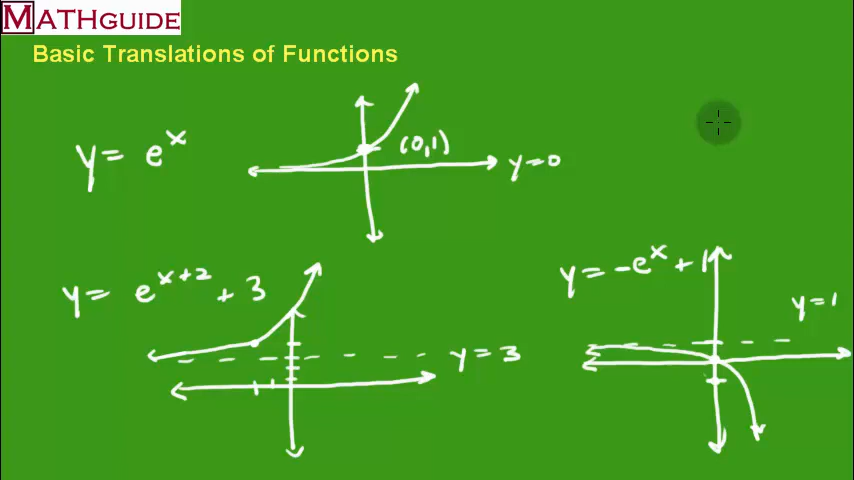 MATHGUIDE
Basic Translations of Functions
y = e^x
(0,1)
y=0
y = e^{x+2} + 3
y = 3
y = -e^x + 1
y = 1